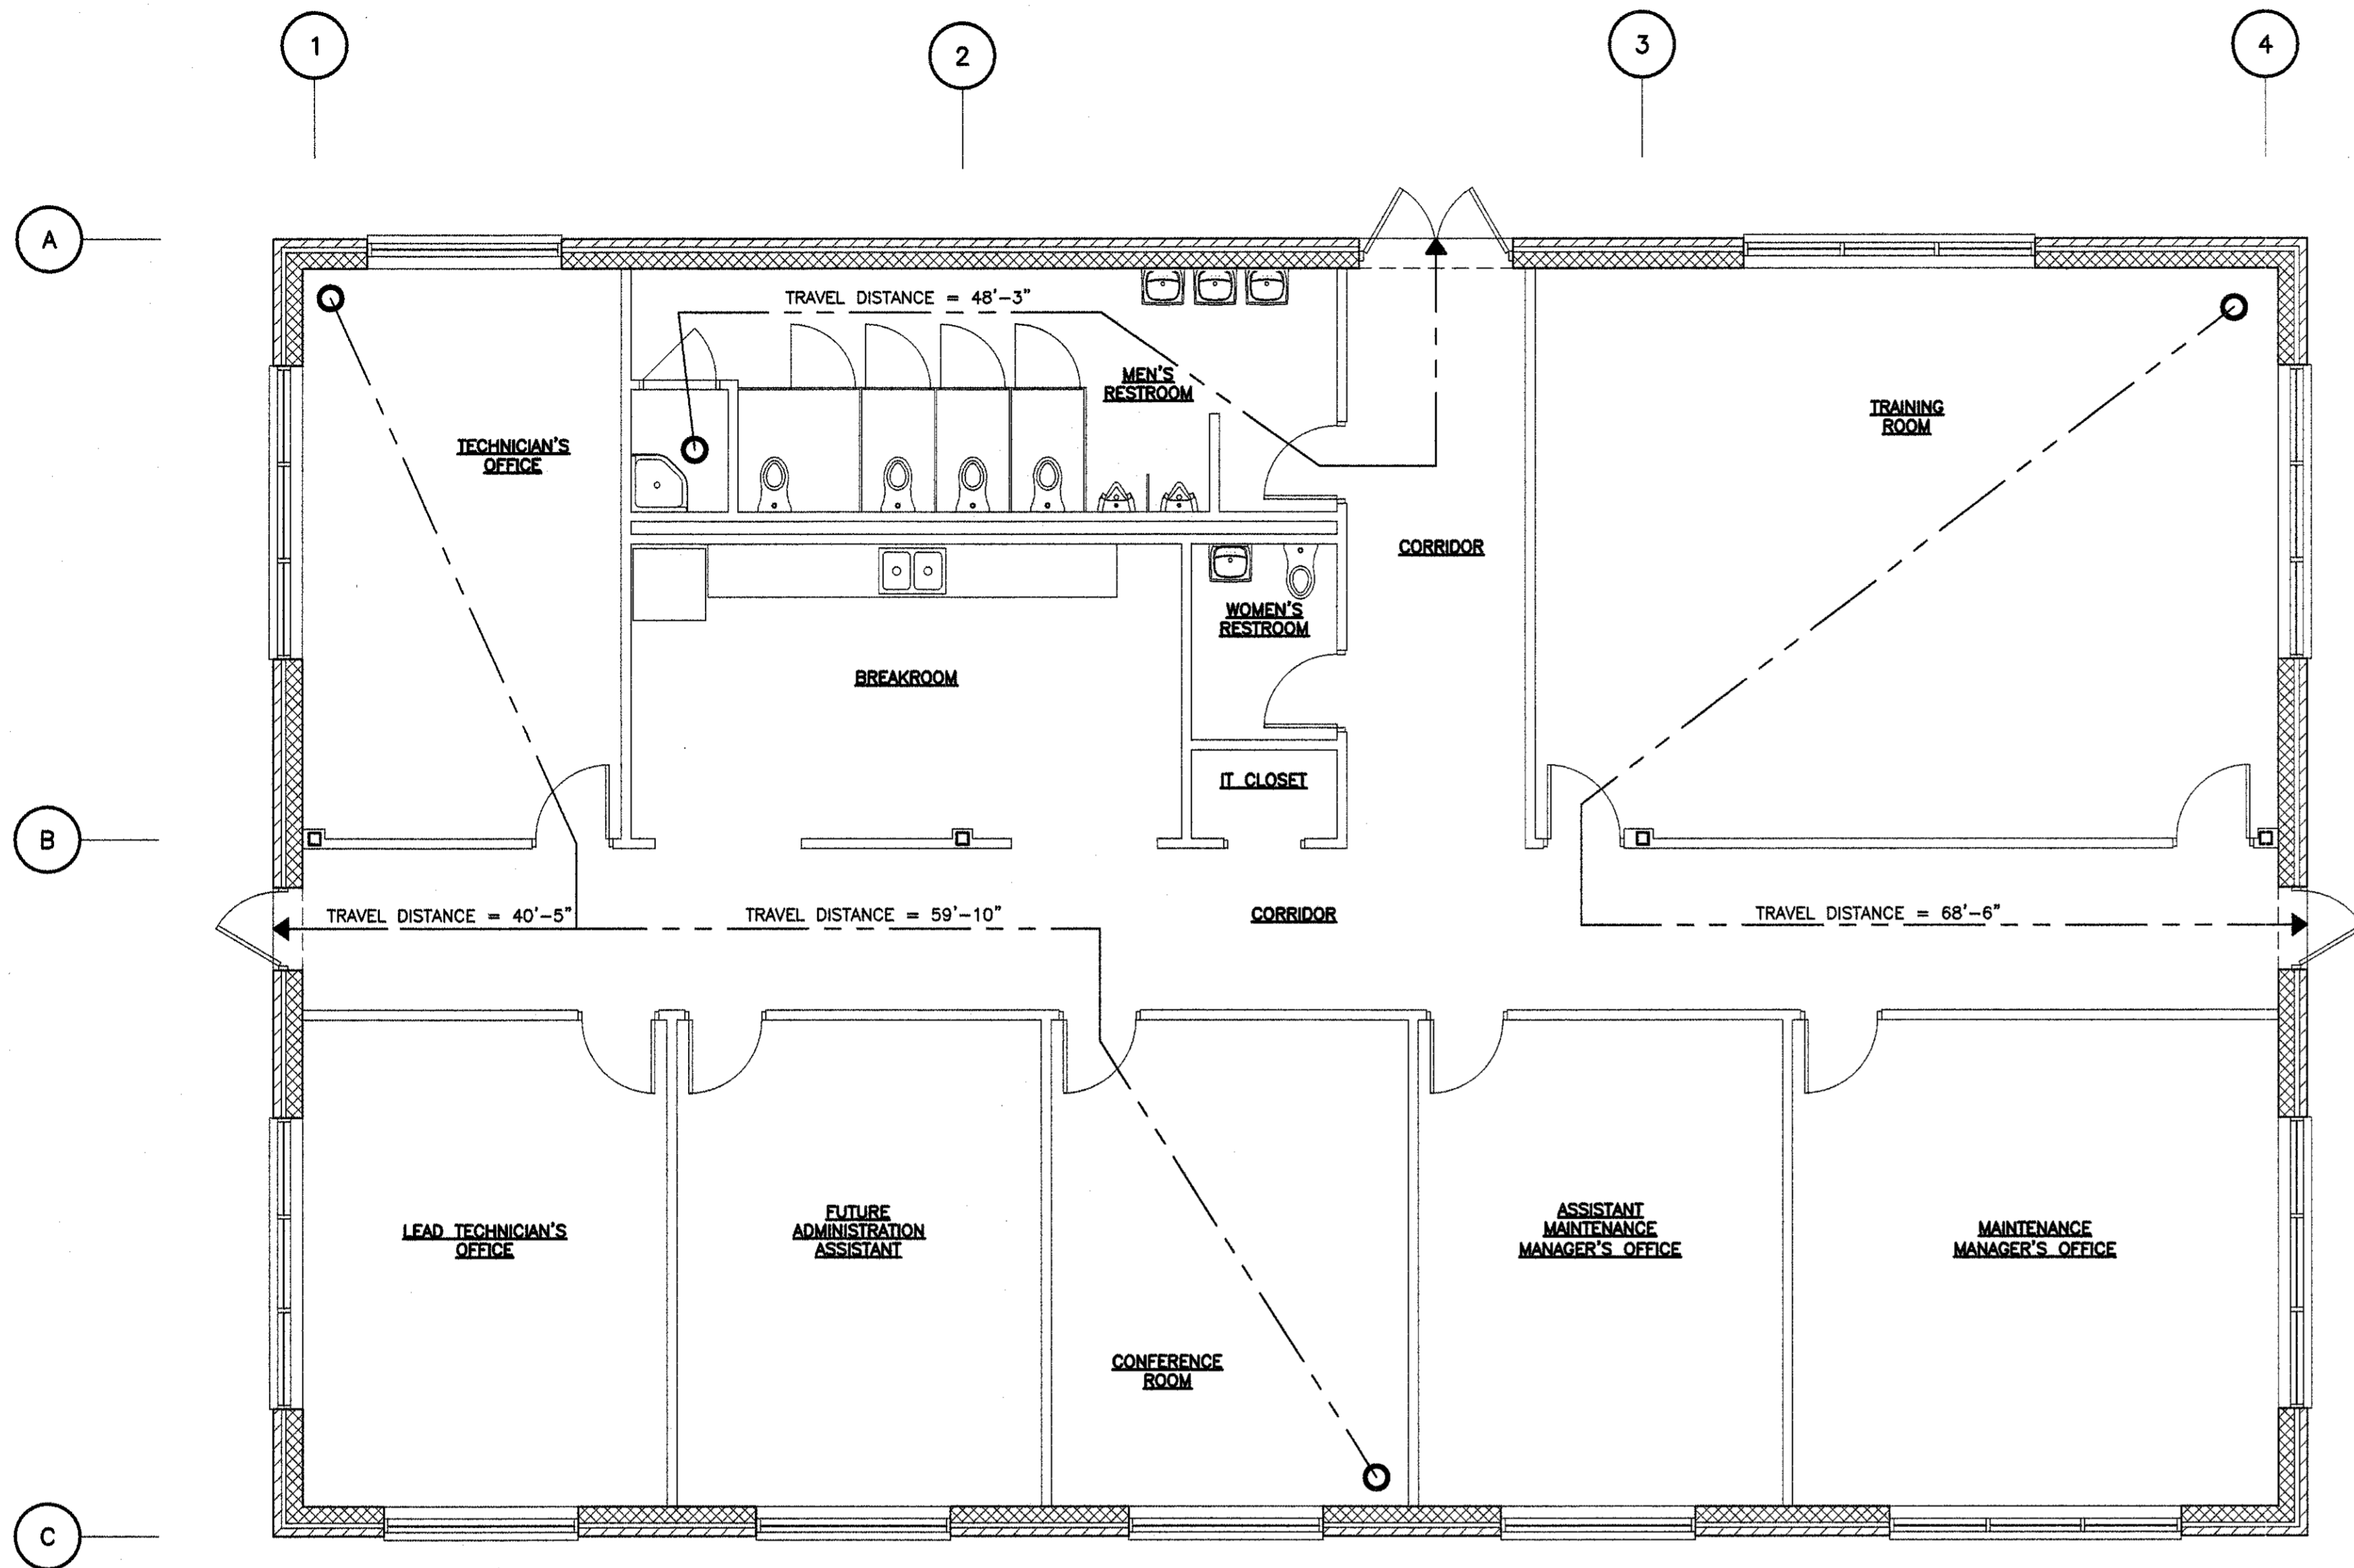 1
2
3
4
A
TRAVEL DISTANCE = 48'-3"
MEN'S
RESTROOM
TRAINING
ROOM
TECHNICIAN'S
OFFICE
CORRIDOR
WOMEN'S
RESTROOM
BREAKROOM
IT CLOSET
B
TRAVEL DISTANCE = 40'-5"
TRAVEL DISTANCE = 59'-10"
CORRIDOR
TRAVEL DISTANCE = 68'-6"
LEAD TECHNICIAN'S
OFFICE
FUTURE
ADMINISTRATION
ASSISTANT
ASSISTANT
MAINTENANCE
MANAGER'S OFFICE
MAINTENANCE
MANAGER'S OFFICE
CONFERENCE
ROOM
C